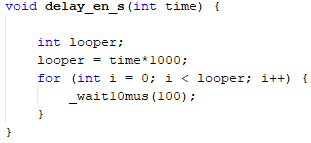 void delay_en_s(int time) {
int looper;
looper = time*1000;
for (int i = 0; i < looper; i++) {
_wait10mus(100);
}
}